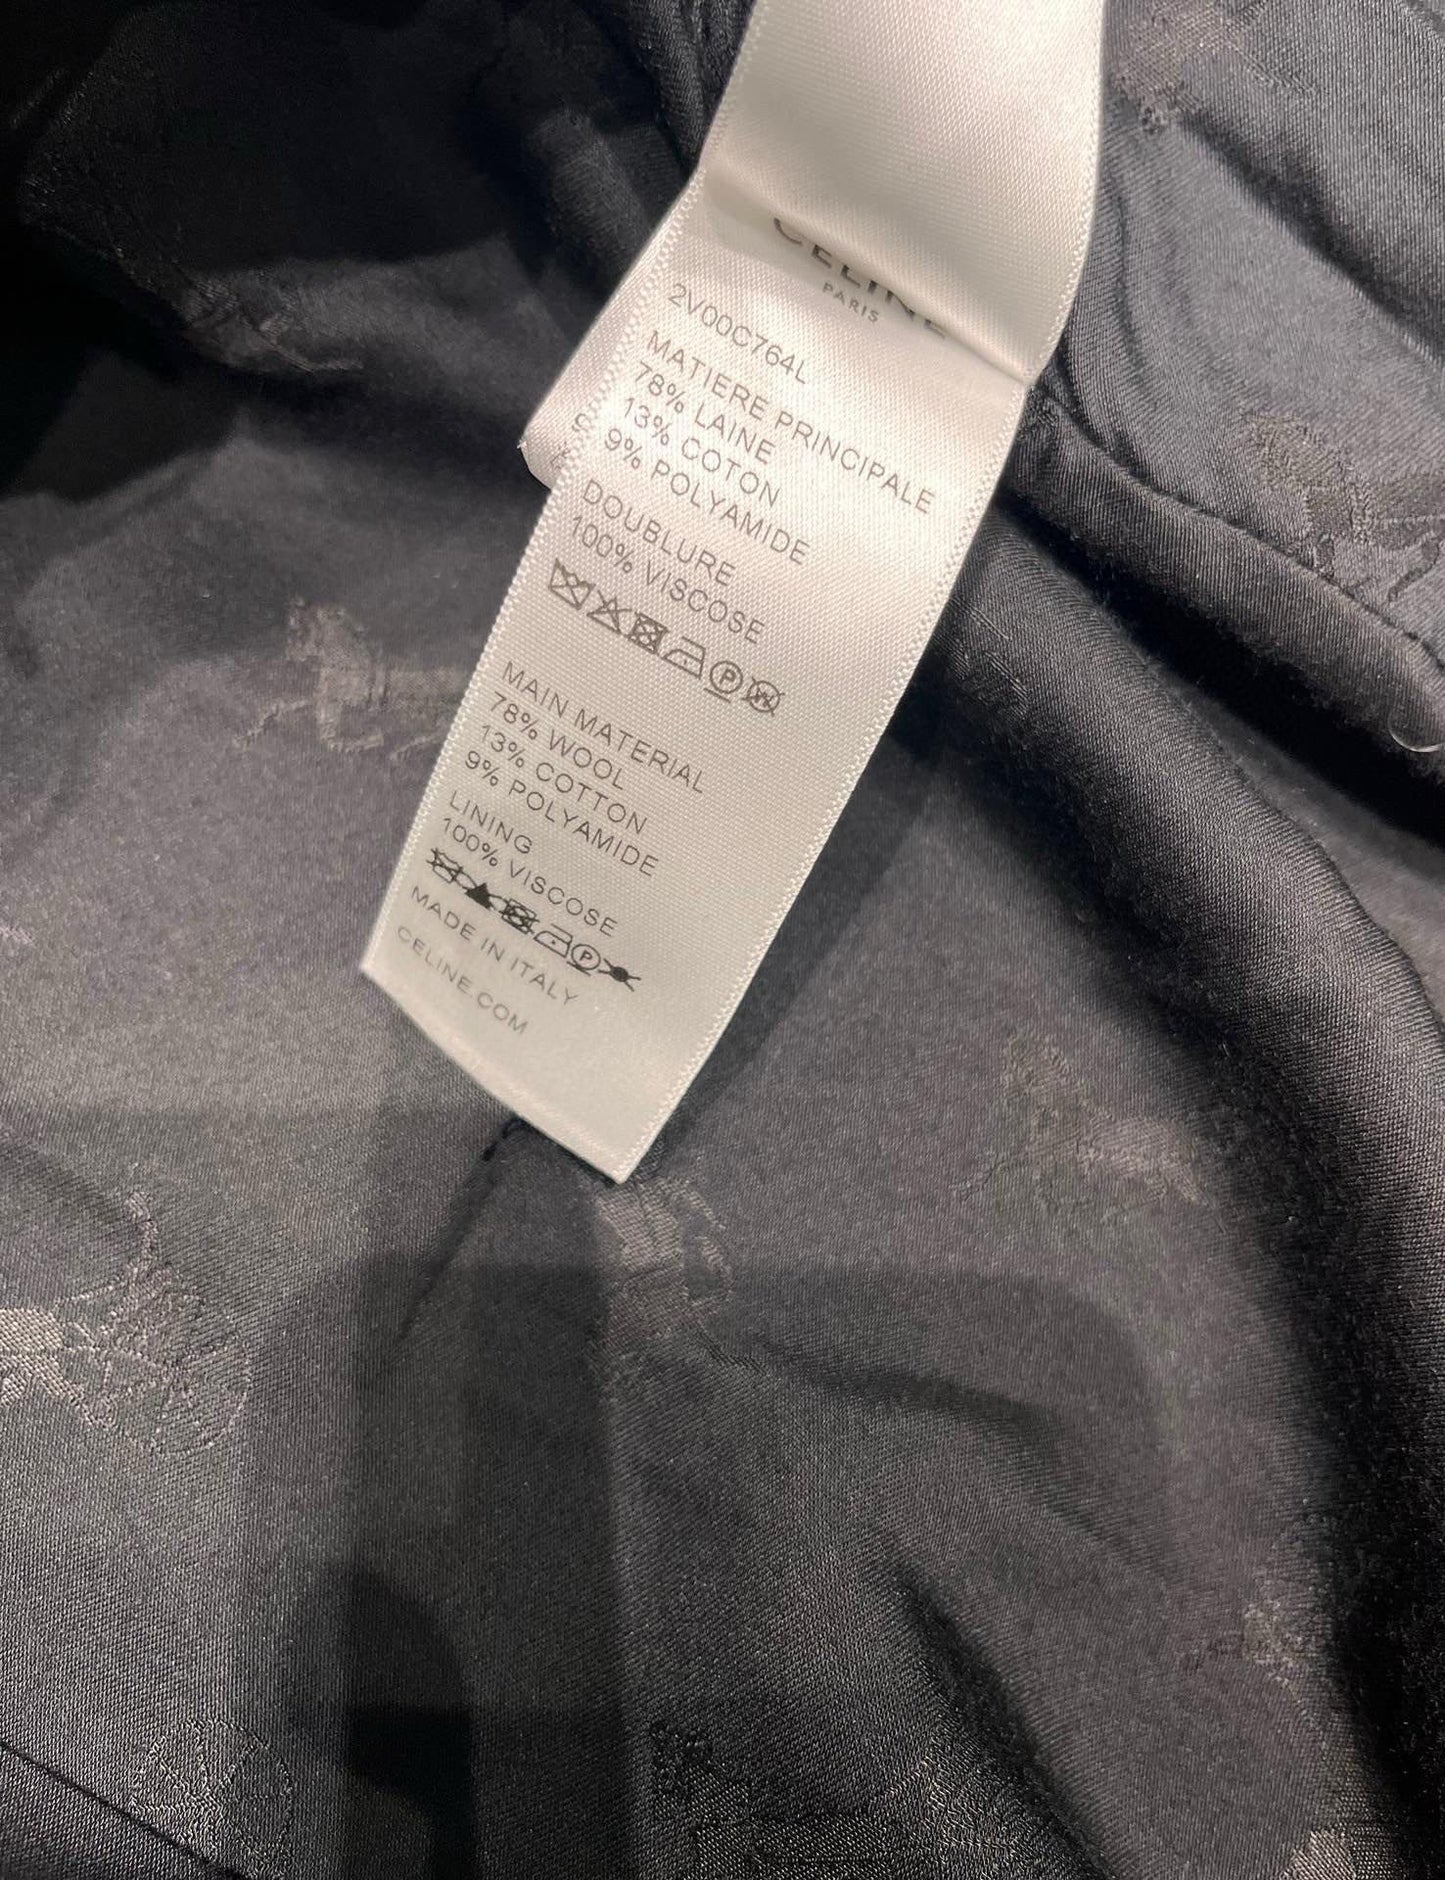 CELINE
PARIS
2V00C764L
MATIERE PRINCIPALE
78% LAINE
13% COTON
9% POLYAMIDE
DOUBLURE
100% VISCOSE
P
MAIN MATERIAL
78% WOOL
13% COTTON
9% POLYAMIDE
LINING
100% VISCOSE
P
MADE IN ITALY
CELINE.COM